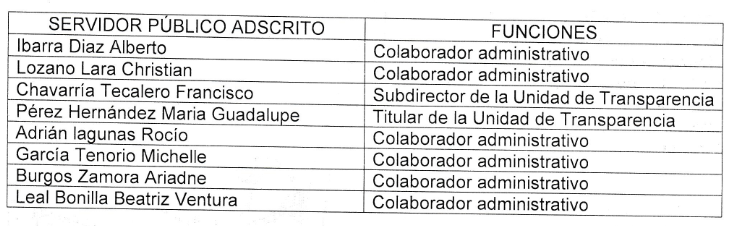 SERVIDOR PÚBLICO ADSCRITO FUNCIONES
Ibarra Diaz Alberto Colaborador administrativo
Lozano Lara Christian Colaborador administrativo
Chavarría Tecalero Francisco Subdirector de la Unidad de Transparencia
Pérez Hernández Maria Guadalupe Titular de la Unidad de Transparencia
Adrián lagunas Rocío Colaborador administrativo
García Tenorio Michelle Colaborador administrativo
Burgos Zamora Ariadne Colaborador administrativo
Leal Bonilla Beatriz Ventura Colaborador administrativo